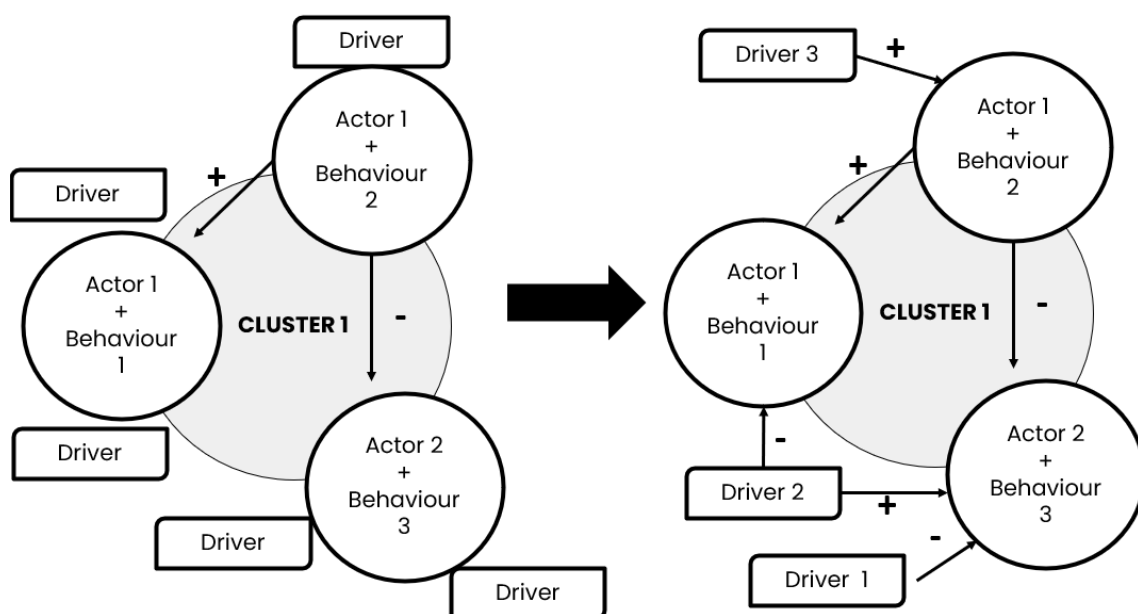 Driver
Actor 1
+
Behaviour
2
+
Driver
Actor 1
+
Behaviour
1
CLUSTER 1
-
Driver
Actor 2
+
Behaviour
3
Driver
Driver
Driver 3
+
Actor 1
+
Behaviour
2
+
Actor 1
+
Behaviour
1
CLUSTER 1
-
-
Driver 2
+
Actor 2
+
Behaviour
3
-
Driver 1